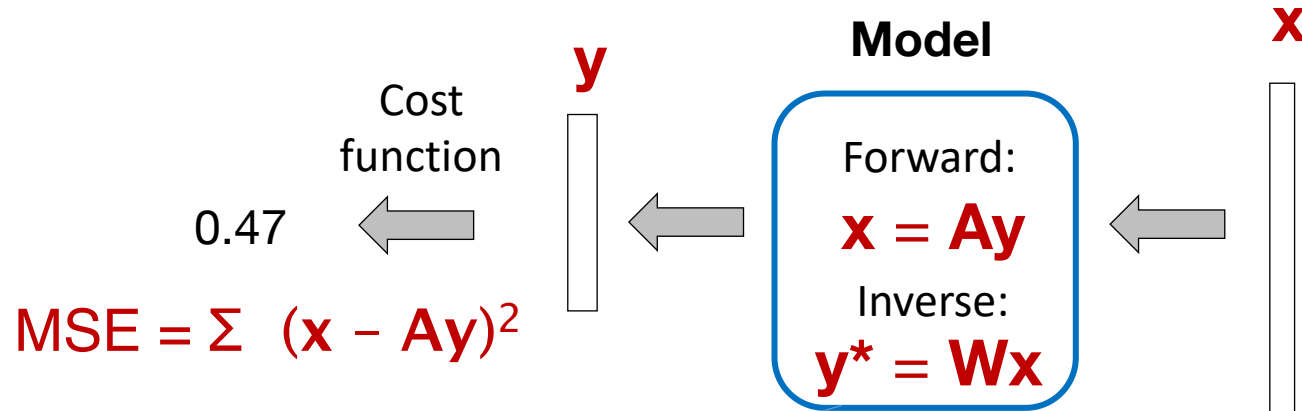 Model
x
y
Cost
function
Forward:
x = Ay
0.47
Inverse:
MSE = Σ (x – Ay)²
y* = Wx